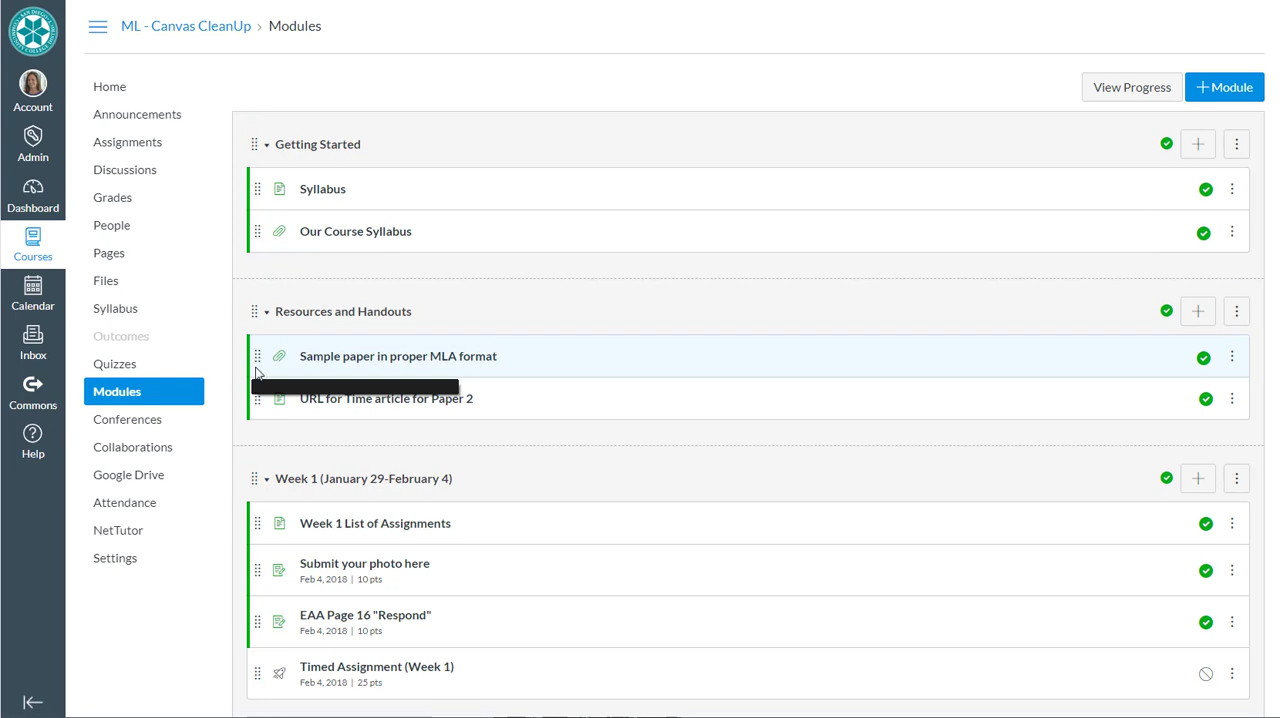 ML - Canvas CleanUp › Modules
Account
Admin
Dashboard
Courses
Calendar
Inbox
Commons
Help
Home
Announcements
Assignments
Discussions
Grades
People
Pages
Files
Syllabus
Outcomes
Quizzes
Modules
Conferences
Collaborations
Google Drive
Attendance
NetTutor
Settings
View Progress
+ Module
Getting Started
Syllabus
Our Course Syllabus
Resources and Handouts
Sample paper in proper MLA format
URL for Time article for Paper 2
Week 1 (January 29-February 4)
Week 1 List of Assignments
Submit your photo here
Feb 4, 2018 | 10 pts
EAA Page 16 "Respond"
Feb 4, 2018 | 10 pts
Timed Assignment (Week 1)
Feb 4, 2018 | 25 pts